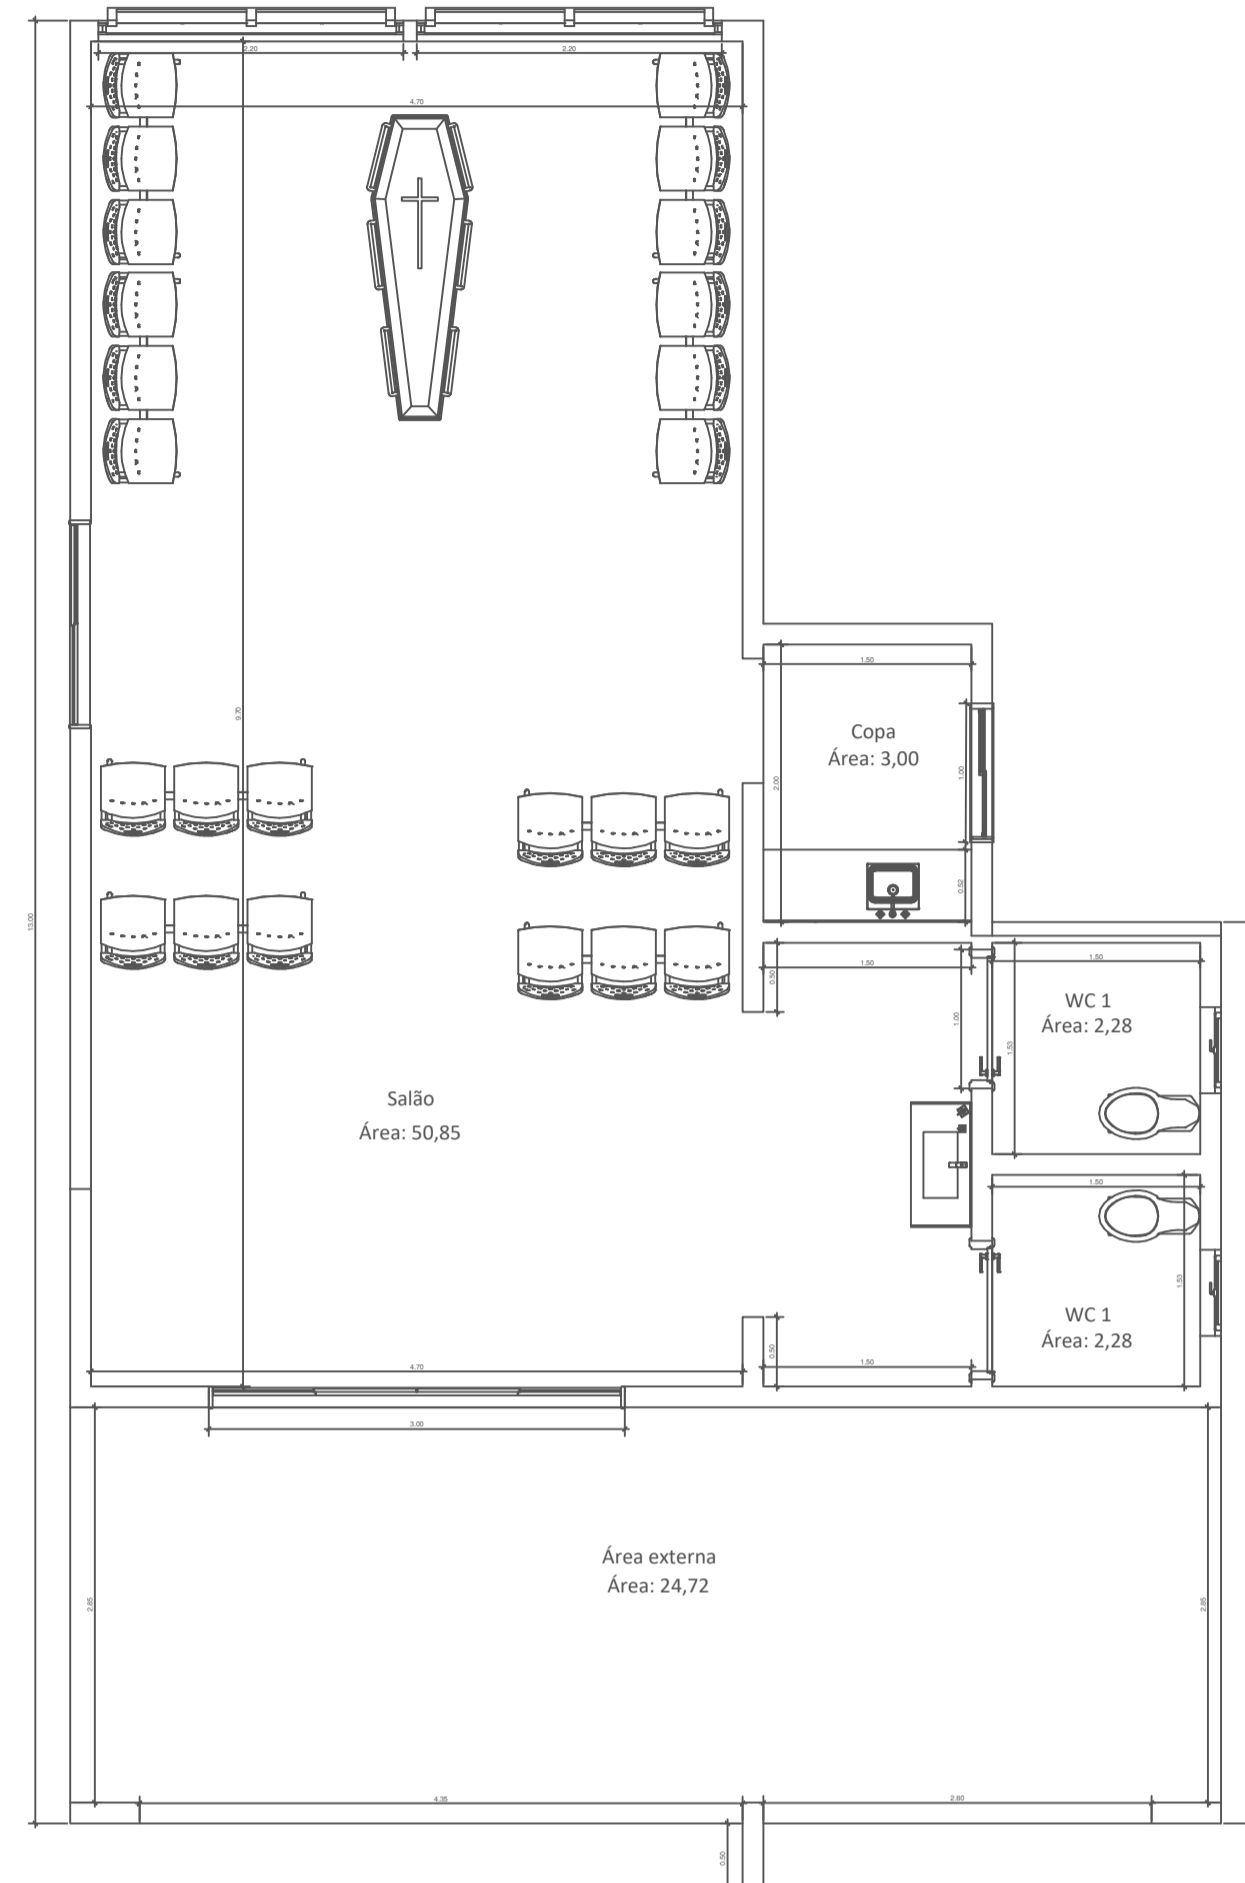 2.20
2.20
4.70
1.50
Copa
Área: 3,00
9.70
1.00
2.00
0.52
13.00
1.50
1.50
0.50
WC 1
1.00
Área: 2,28
1.53
Salão
Área: 50,85
1.50
1.53
WC 1
Área: 2,28
0.50
1.50
4.70
3.00
Área externa
Área: 24,72
2.85
2.85
4.35
2.80
0.50